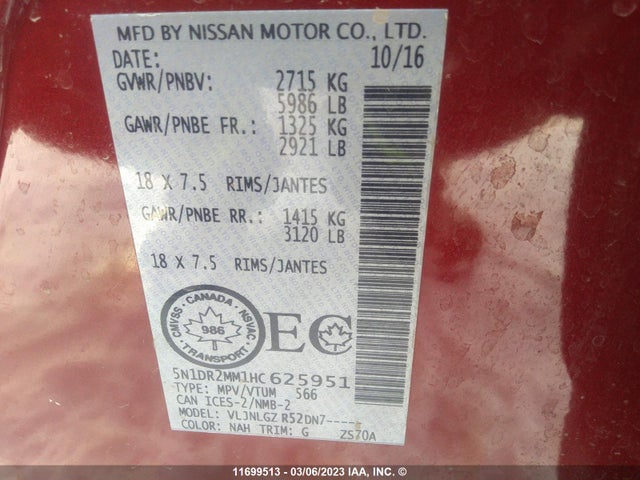 MFD BY NISSAN MOTOR CO., LTD.
DATE: 10/16
GVWR/PNBV: 2715 KG
5986 LB
GAWR/PNBE FR.: 1325 KG
2921 LB
18 X 7.5 RIMS/JANTES
GAWR/PNBE RR.: 1415 KG
3120 LB
18 X 7.5 RIMS/JANTES
CMVSS · CANADA · NSVAC
986
TRANSPORT
EC
5N1DR2MM1HC 625951
TYPE: MPV/VTUM 566
CAN ICES-2/NMB-2
MODEL: VLJNLGZ R52DN7-----
COLOR: NAH TRIM: G ZS70A
11699513 - 03/06/2023 IAA, INC. ©